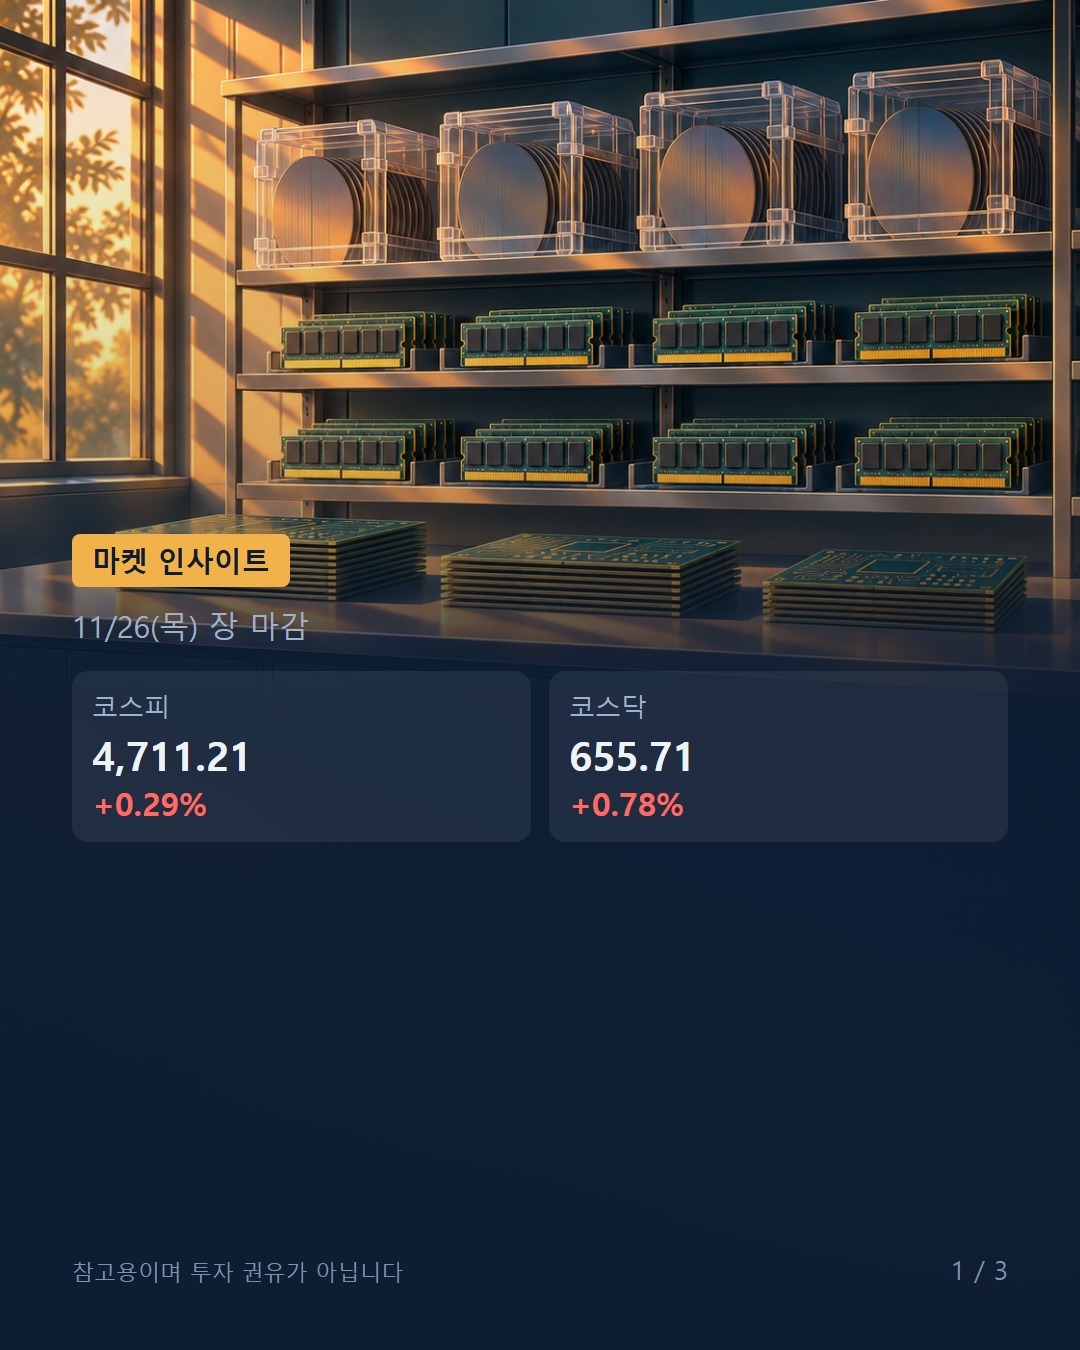 마켓 인사이트
11/26(목) 장 마감
코스피
4,711.21
+0.29%
코스닥
655.71
+0.78%
참고용이며 투자 권유가 아닙니다
1 / 3